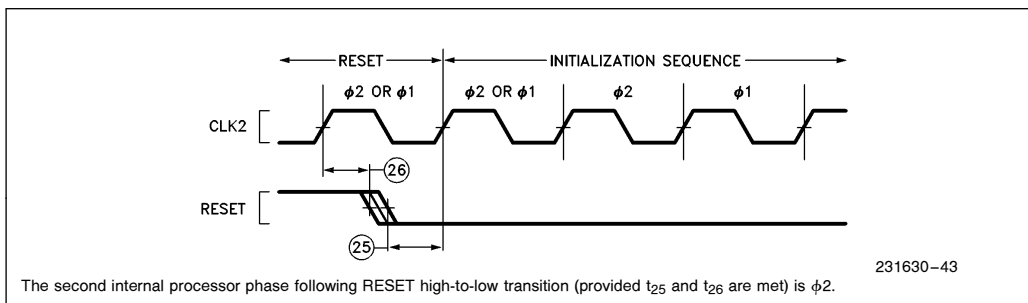 RESET
INITIALIZATION SEQUENCE
ϕ2 OR ϕ1
ϕ2 OR ϕ1
ϕ2
ϕ1
CLK2
26
RESET
25
231630–43
The second internal processor phase following RESET high-to-low transition (provided t25 and t26 are met) is ϕ2.